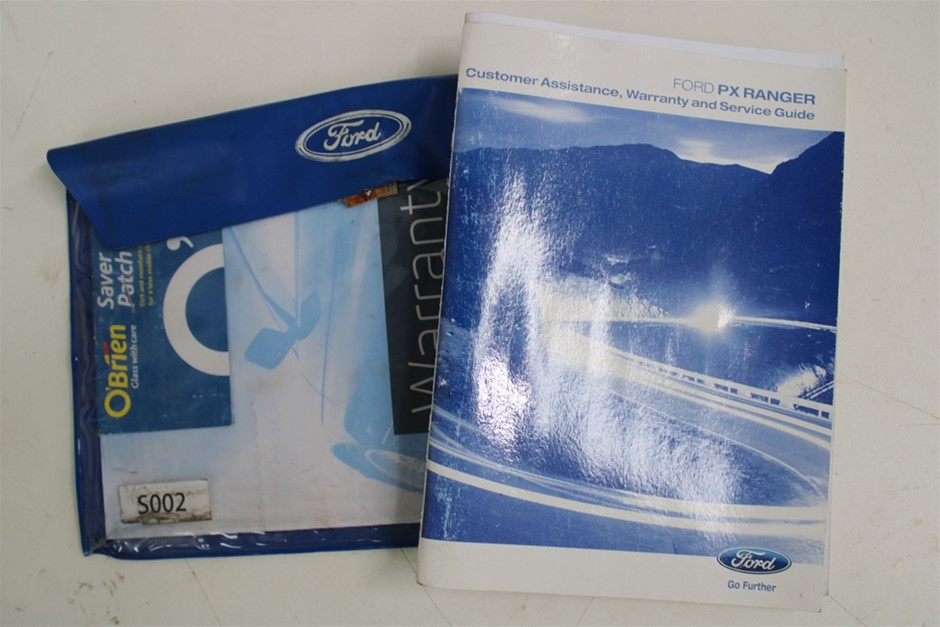 Ford
FORD PX RANGER
Customer Assistance, Warranty and Service Guide
Warranty
O'Brien
Glass with care
Saver
Patch
S002
Ford
Go Further